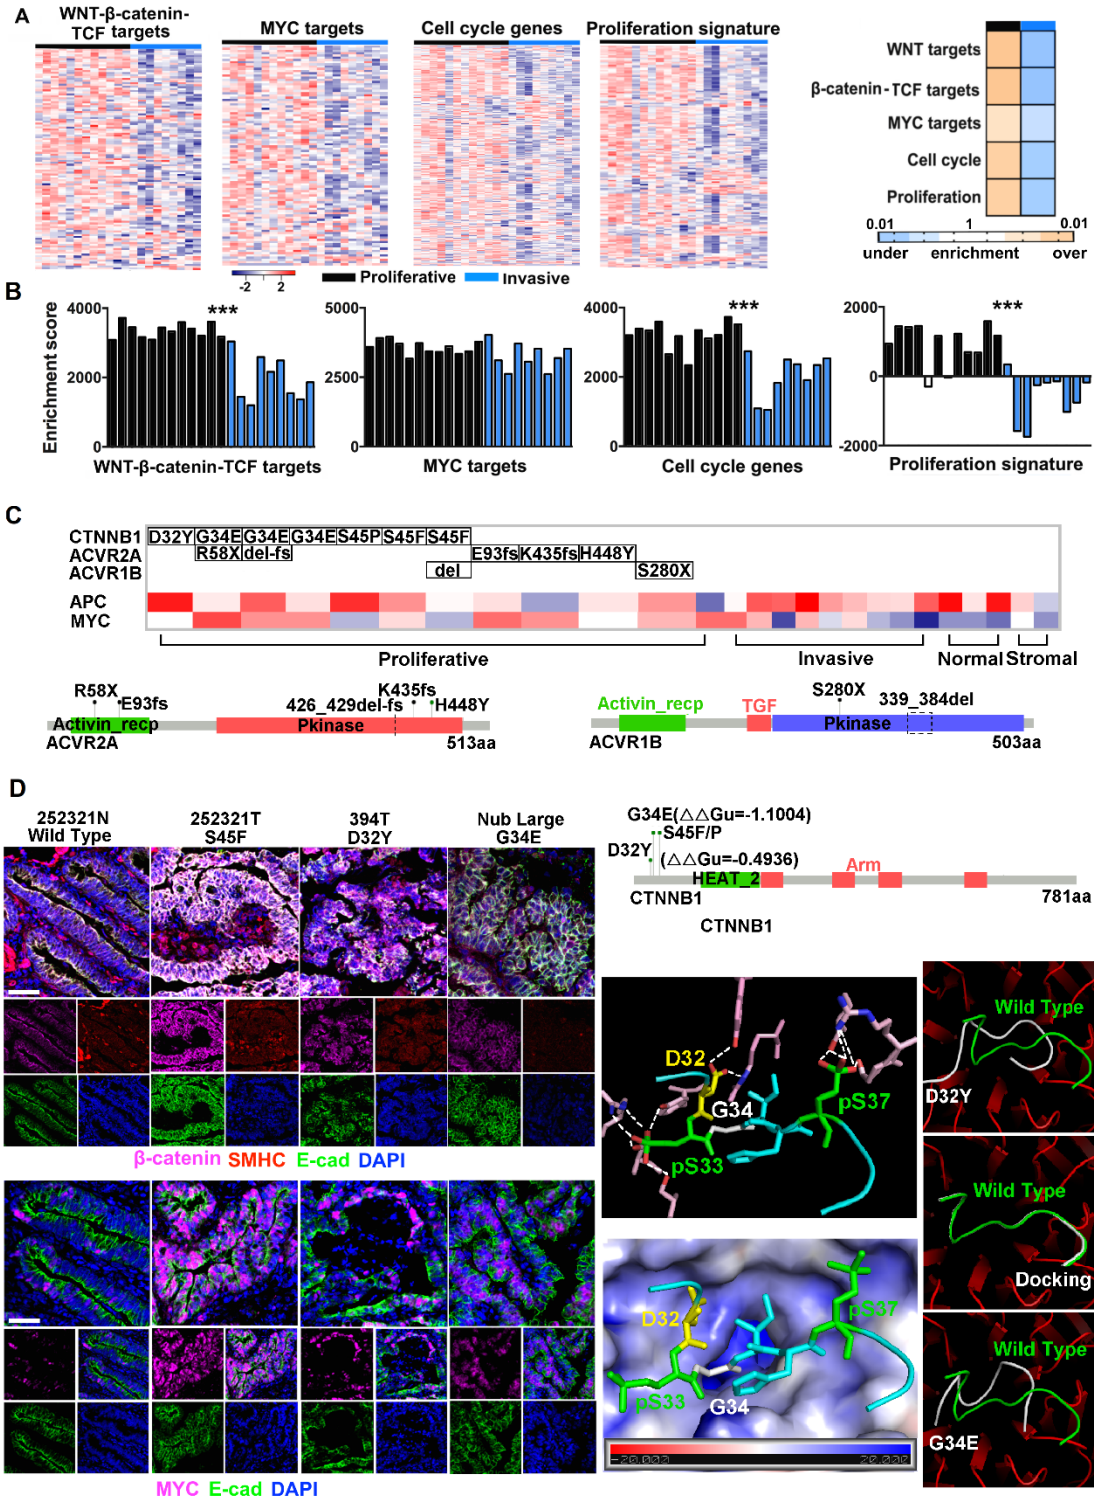 A
WNT-β-catenin-
TCF targets
MYC targets
Cell cycle genes
Proliferation signature
WNT targets
β-catenin-TCF targets
MYC targets
Cell cycle
Proliferation
0.01 1 0.01
under enrichment over
-2 2
Proliferative Invasive
B
Enrichment score
4000
2000
0
***
WNT-β-catenin-TCF targets
5000
2500
0
MYC targets
4000
2000
0
***
Cell cycle genes
2000
0
-2000
***
Proliferation signature
C
CTNNB1 D32Y G34E G34E G34E S45P S45F S45F
ACVR2A R58X del-fs E93fs K435fs H448Y
ACVR1B del S280X
APC
MYC
Proliferative Invasive Normal Stromal
R58X
E93fs
426_429del-fs
K435fs
H448Y
Activin_recp Pkinase
ACVR2A 513aa
Activin_recp TGF S280X 339_384del
Pkinase
ACVR1B 503aa
D
252321N
Wild Type
252321T
S45F
394T
D32Y
Nub Large
G34E
β-catenin SMHC E-cad DAPI
MYC E-cad DAPI
G34E(△△Gu=-1.1004)
S45F/P
D32Y
(△△Gu=-0.4936)
HEAT_2 Arm
CTNNB1 781aa
CTNNB1
D32
G34
pS37
pS33
D32
pS37
pS33
G34
-20.000 20.000
Wild Type
D32Y
Wild Type
Docking
Wild Type
G34E